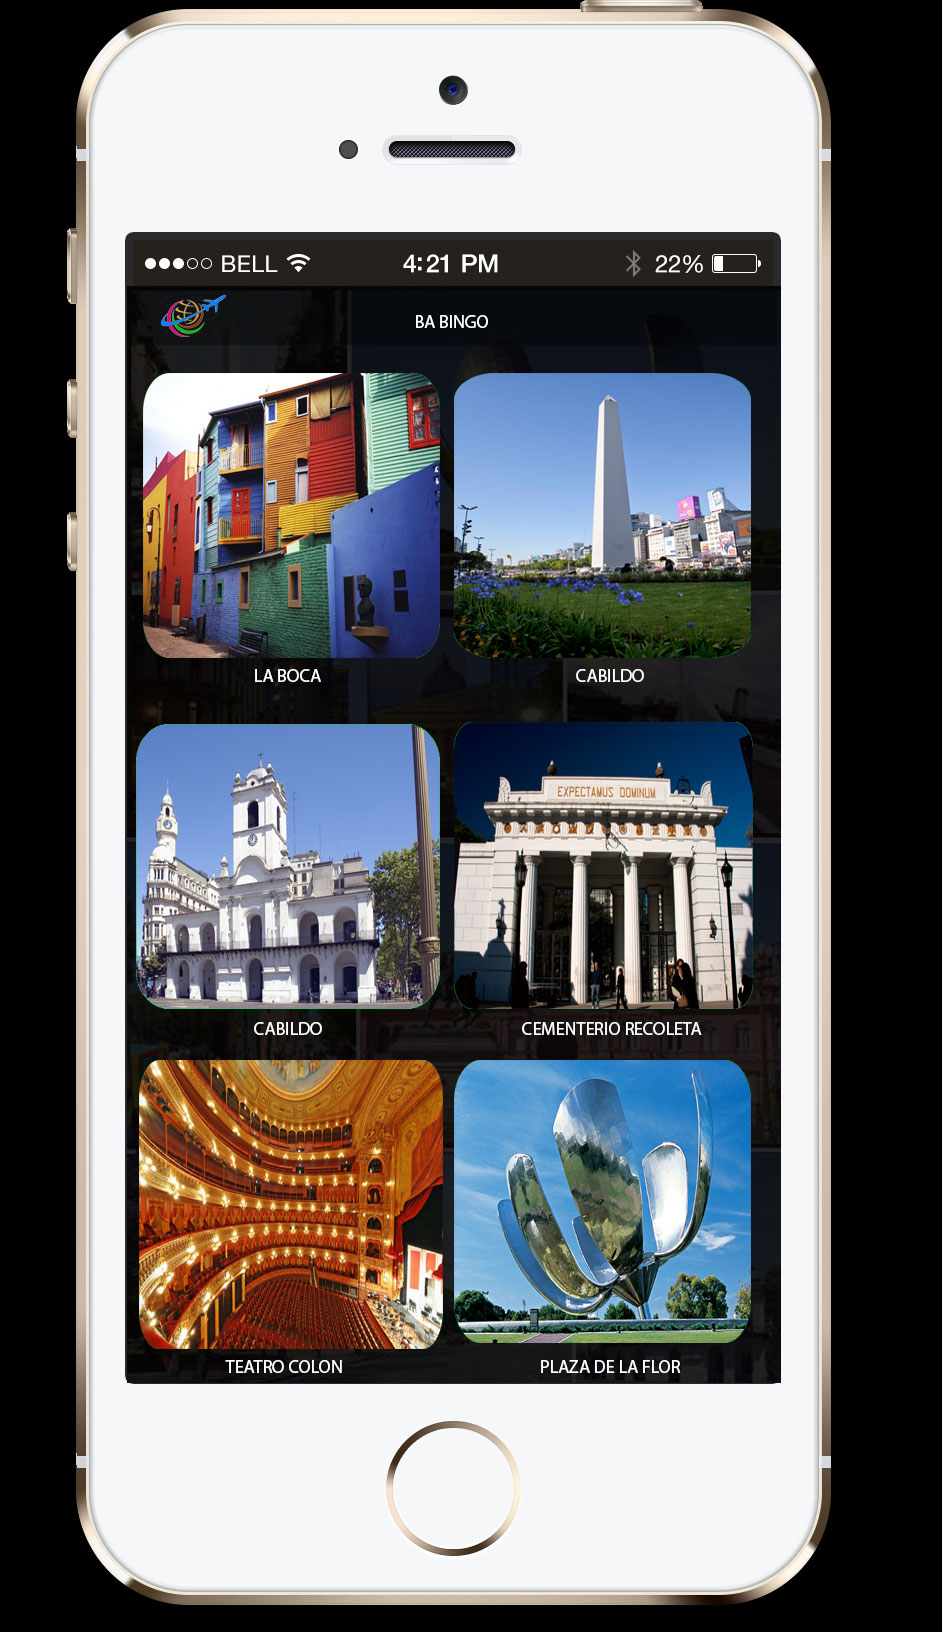 BELL 4:21 PM 22%
BA BINGO
LA BOCA CABILDO
EXPECTAMUS DOMINUM
CABILDO CEMENTERIO RECOLETA
TEATRO COLON PLAZA DE LA FLOR